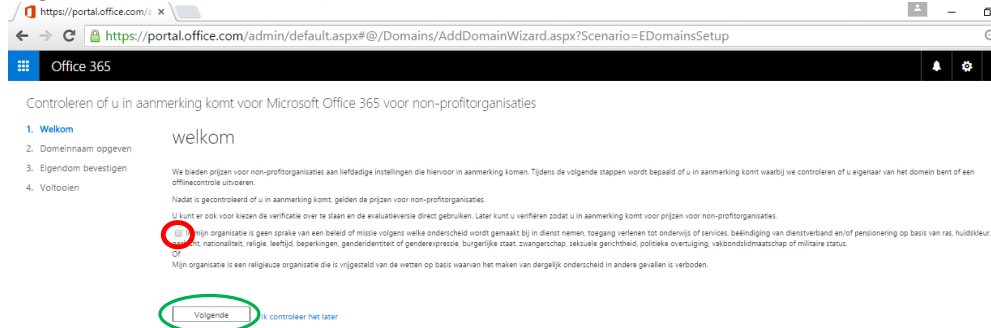 https://portal.office.com/a
https://portal.office.com/admin/default.aspx#@/Domains/AddDomainWizard.aspx?Scenario=EDomainsSetup
Office 365
Controleren of u in aanmerking komt voor Microsoft Office 365 voor non-profitorganisaties
1. Welkom
2. Domeinnaam opgeven
3. Eigendom bevestigen
4. Voltooien
welkom
We bieden prijzen voor non-profitorganisaties aan liefdadige instellingen die hiervoor in aanmerking komen. Tijdens de volgende stappen wordt bepaald of u in aanmerking komt waarbij we controleren of u eigenaar van het domein bent of een
offlinecontrole uitvoeren.
Nadat is gecontroleerd of u in aanmerking komt, gelden de prijzen voor non-profitorganisaties.
U kunt er ook voor kiezen de verificatie over te slaan en de evaluatieversie direct gebruiken. Later kunt u verifiëren zodat u in aanmerking komt voor prijzen voor non-profitorganisaties.
In mijn organisatie is geen sprake van een beleid of missie volgens welke onderscheid wordt gemaakt bij in dienst nemen, toegang verlenen tot onderwijs of services, beëindiging van dienstverband en/of pensionering op basis van ras, huidskleur,
geslacht, nationaliteit, religie, leeftijd, beperkingen, genderidentiteit of genderexpressie, burgerlijke staat, zwangerschap, seksuele gerichtheid, politieke overtuiging, vakbondslidmaatschap of militaire status.
Of
Mijn organisatie is een religieuze organisatie die is vrijgesteld van de wetten op basis waarvan het maken van dergelijk onderscheid in andere gevallen is verboden.
Volgende
Ik controleer het later